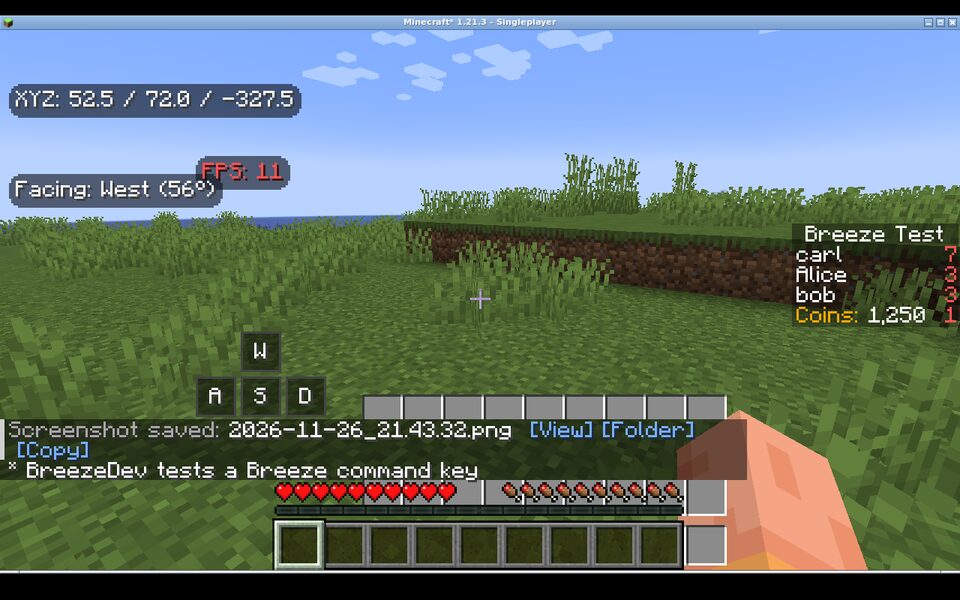 Minecraft* 1.21.3 - Singleplayer
XYZ: 52.5 / 72.0 / -327.5
FPS: 11
Facing: West (56°)
Breeze Test
carl 7
Alice 3
bob 3
Coins: 1,250 1
W
A S D
Screenshot saved: 2026-11-26_21.43.32.png [View] [Folder]
[Copy]
* BreezeDev tests a Breeze command key